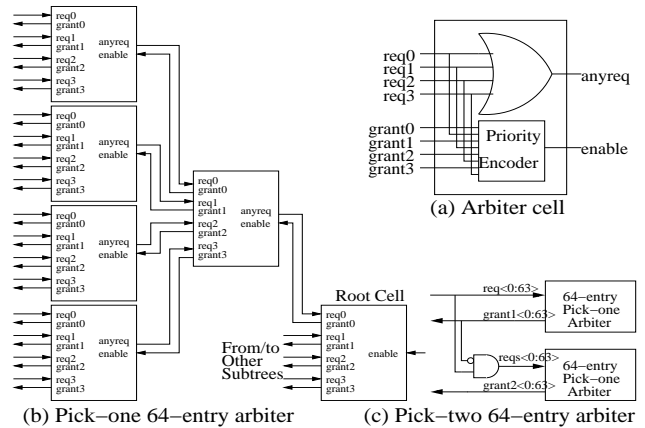 req0
grant0
req1
grant1
req2
grant2
req3
grant3
anyreq
enable
req0
grant0
req1
grant1
req2
grant2
req3
grant3
anyreq
enable
req0
grant0
req1
grant1
req2
grant2
req3
grant3
anyreq
enable
req0
grant0
req1
grant1
req2
grant2
req3
grant3
anyreq
enable
req0
grant0
req1
grant1
req2
grant2
req3
grant3
anyreq
enable
Root Cell
req0
grant0
req1
grant1
req2
grant2
req3
grant3
enable
From/to
Other
Subtrees
(b) Pick−one 64−entry arbiter
req0
req1
req2
req3
anyreq
grant0
grant1
grant2
grant3
Priority
Encoder
enable
(a) Arbiter cell
req<0:63>
grant1<0:63>
64−entry
Pick−one
Arbiter
reqs<0:63>
grant2<0:63>
64−entry
Pick−one
Arbiter
(c) Pick−two 64−entry arbiter